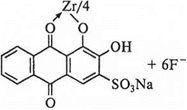 Zr/4
O O
OH
SO₃Na + 6F⁻
O